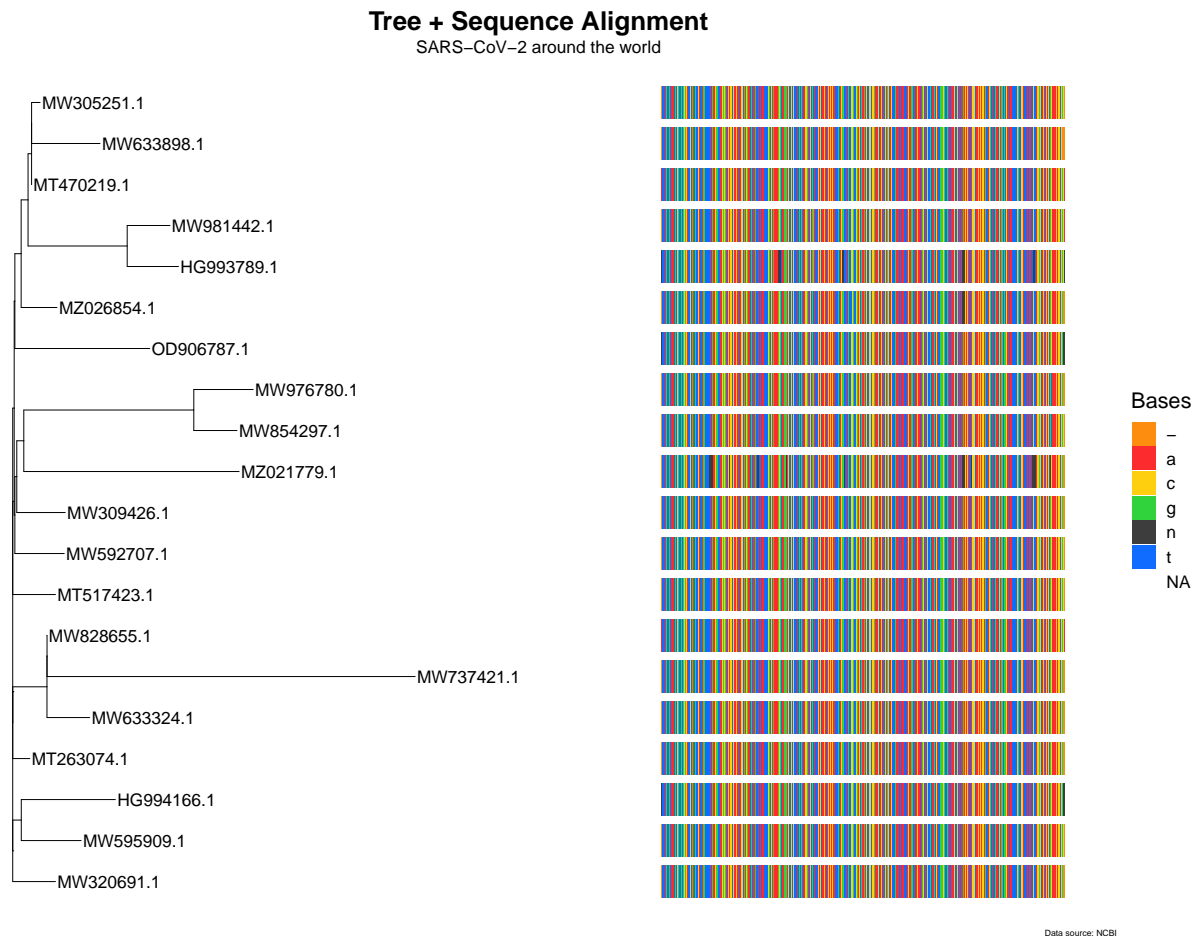 Tree + Sequence Alignment
SARS−CoV−2 around the world
MW305251.1
MW633898.1
MT470219.1
MW981442.1
HG993789.1
MZ026854.1
OD906787.1
MW976780.1
MW854297.1
MZ021779.1
MW309426.1
MW592707.1
MT517423.1
MW828655.1
MW737421.1
MW633324.1
MT263074.1
HG994166.1
MW595909.1
MW320691.1
Bases
−
a
c
g
n
t
NA
Data source: NCBI